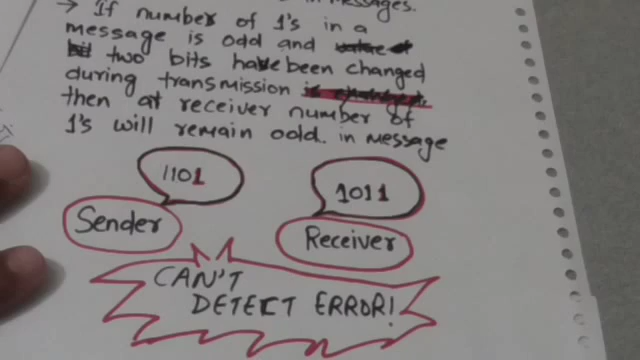 in messages.
→ If number of 1's in a
message is odd and
two bits have been changed
during transmission
then at receiver number of
1's will remain odd. in message
1101
1011
Sender
Receiver
CAN'T
DETECT ERROR!